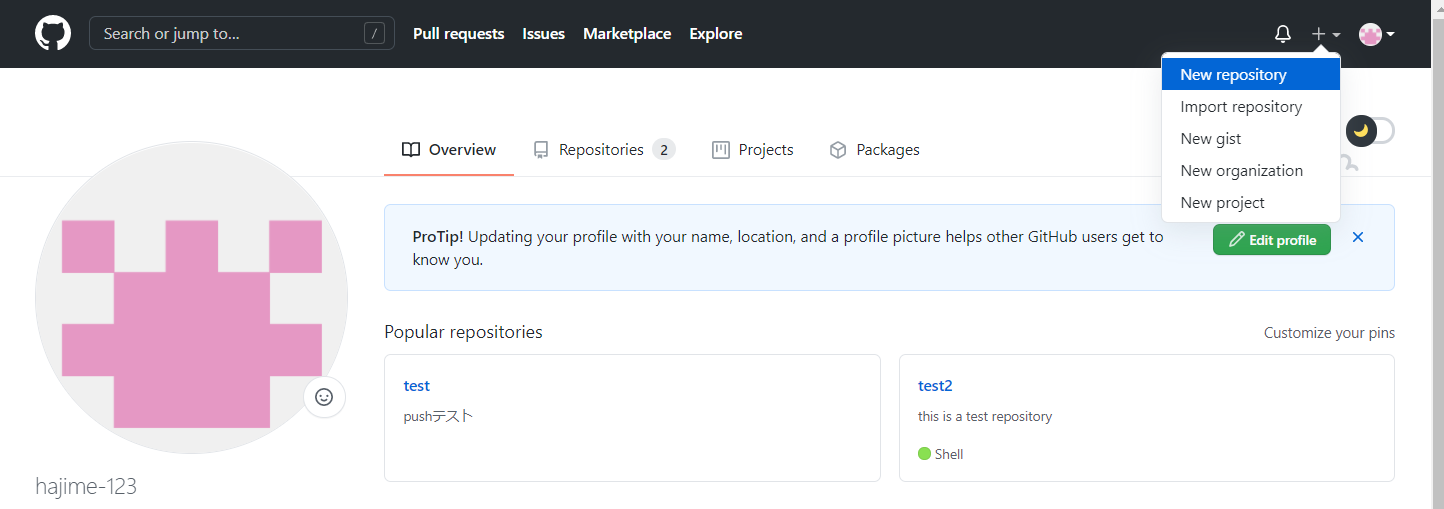 Search or jump to... / Pull requests Issues Marketplace Explore
New repository
Import repository
New gist
New organization
New project
Overview Repositories 2 Projects Packages
ProTip! Updating your profile with your name, location, and a profile picture helps other GitHub users get to
know you.
Edit profile
Popular repositories Customize your pins
test
pushテスト
test2
this is a test repository
Shell
hajime-123